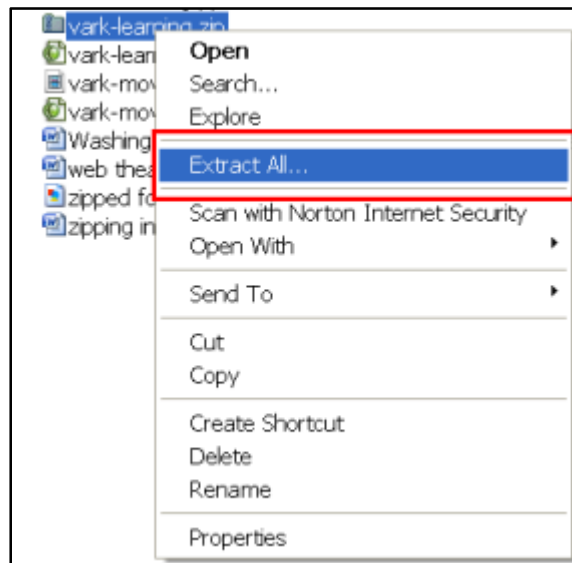 vark-learning.zip
vark-lear
Open
vark-mov
Search...
vark-mov
Explore
Washing
web thea
Extract All...
zipped fo
zipping in
Scan with Norton Internet Security
Open With
Send To
Cut
Copy
Create Shortcut
Delete
Rename
Properties